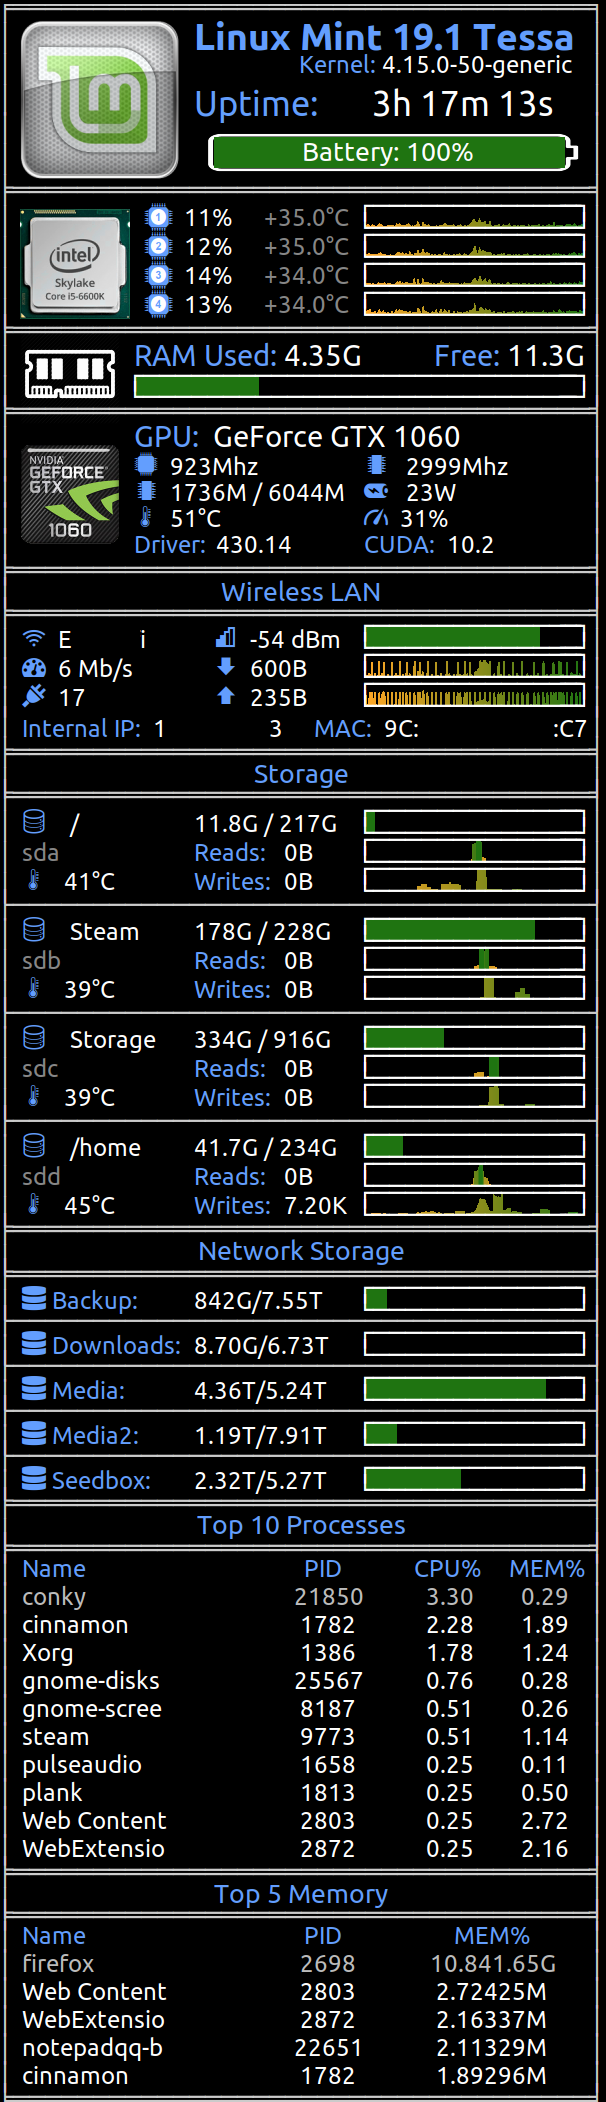 Linux Mint 19.1 Tessa
Kernel: 4.15.0-50-generic
Uptime: 3h 17m 13s
Battery: 100%
intel
Skylake
Core i5-6600K
1 11% +35.0°C
2 12% +35.0°C
3 14% +34.0°C
4 13% +34.0°C
RAM Used: 4.35G Free: 11.3G
GPU: GeForce GTX 1060
NVIDIA
GEFORCE
GTX
1060
923Mhz 2999Mhz
1736M / 6044M 23W
51°C 31%
Driver: 430.14 CUDA: 10.2
Wireless LAN
E i -54 dBm
6 Mb/s 600B
17 235B
Internal IP: 1 3 MAC: 9C: :C7
Storage
/ 11.8G / 217G
sda Reads: 0B
41°C Writes: 0B
Steam 178G / 228G
sdb Reads: 0B
39°C Writes: 0B
Storage 334G / 916G
sdc Reads: 0B
39°C Writes: 0B
/home 41.7G / 234G
sdd Reads: 0B
45°C Writes: 7.20K
Network Storage
Backup: 842G/7.55T
Downloads: 8.70G/6.73T
Media: 4.36T/5.24T
Media2: 1.19T/7.91T
Seedbox: 2.32T/5.27T
Top 10 Processes
Name PID CPU% MEM%
conky 21850 3.30 0.29
cinnamon 1782 2.28 1.89
Xorg 1386 1.78 1.24
gnome-disks 25567 0.76 0.28
gnome-scree 8187 0.51 0.26
steam 9773 0.51 1.14
pulseaudio 1658 0.25 0.11
plank 1813 0.25 0.50
Web Content 2803 0.25 2.72
WebExtensio 2872 0.25 2.16
Top 5 Memory
Name PID MEM%
firefox 2698 10.841.65G
Web Content 2803 2.72425M
WebExtensio 2872 2.16337M
notepadqq-b 22651 2.11329M
cinnamon 1782 1.89296M